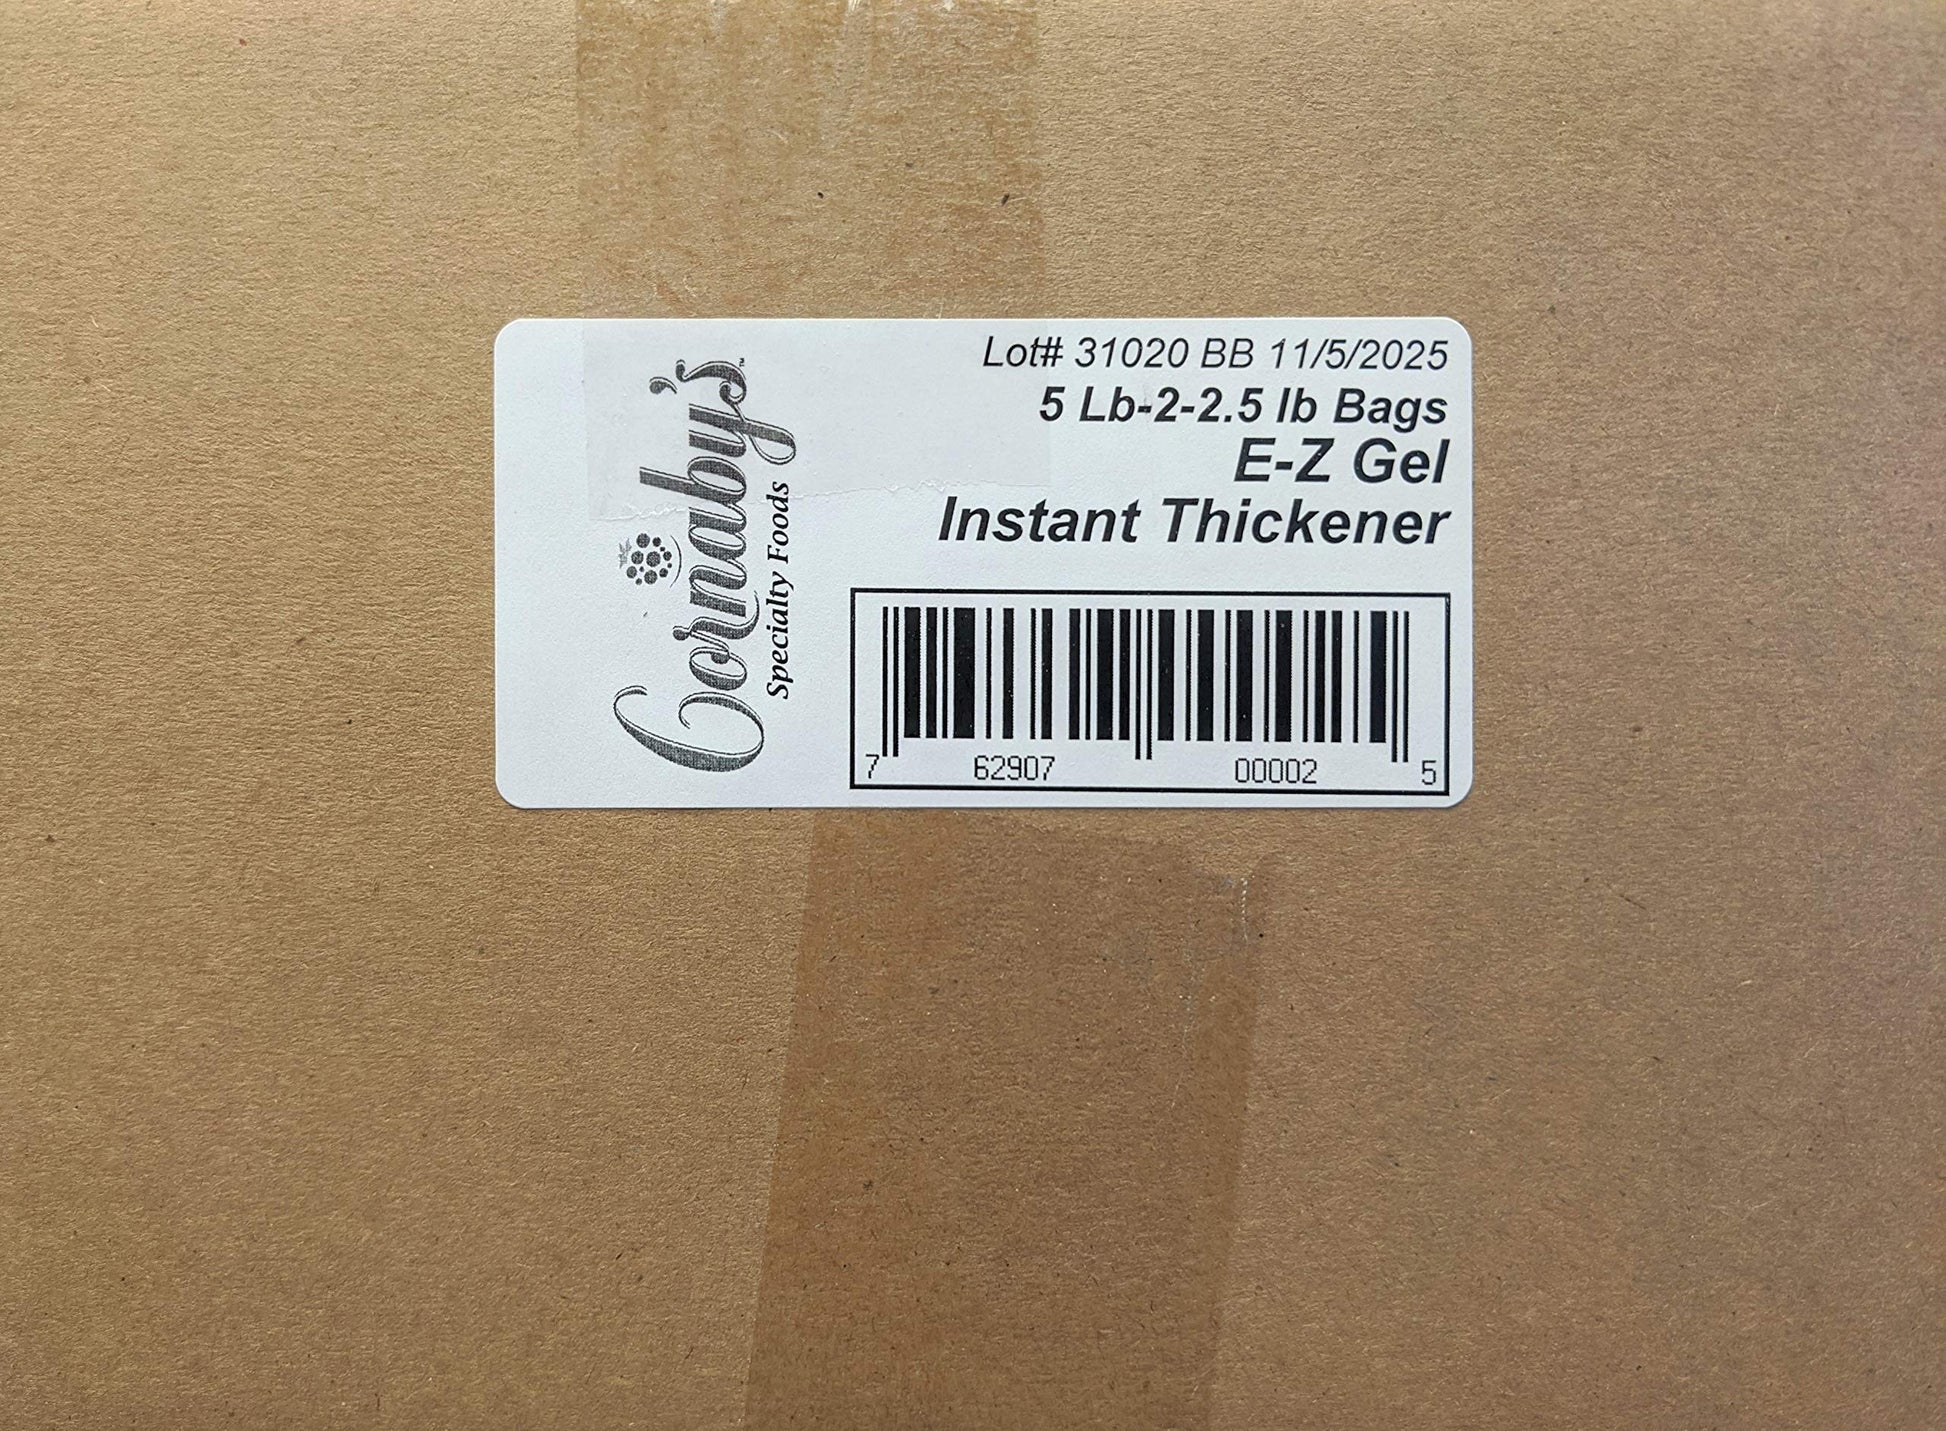 Cornaby's™
Specialty Foods
Lot# 31020 BB 11/5/2025
5 Lb-2-2.5 lb Bags
E-Z Gel
Instant Thickener
7 62907 00002 5